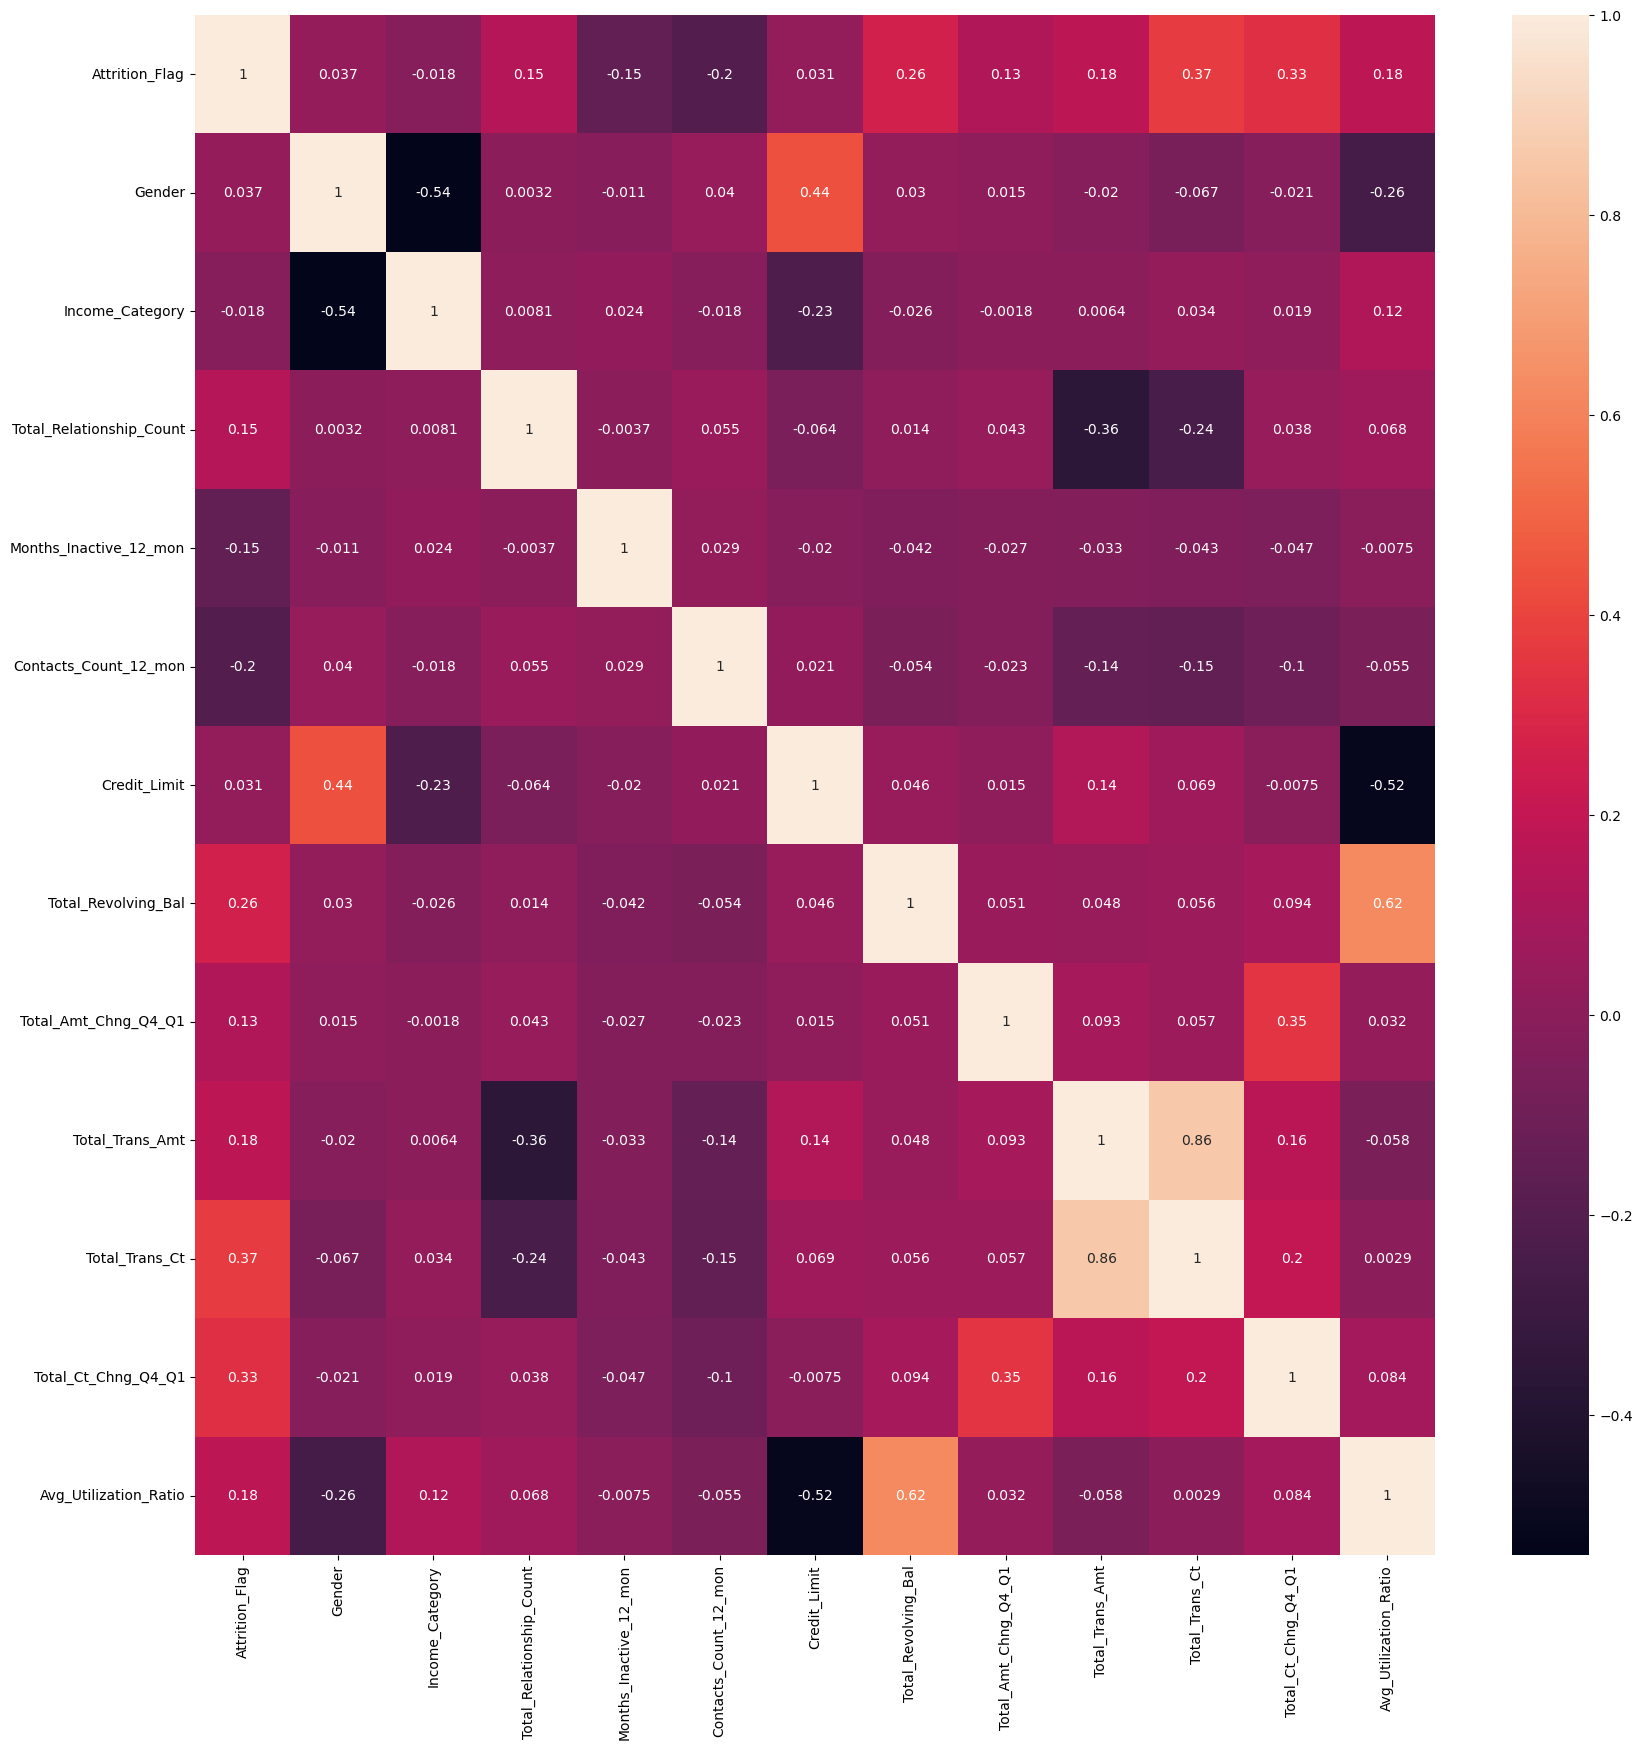 Attrition_Flag 1 0.037 -0.018 0.15 -0.15 -0.2 0.031 0.26 0.13 0.18 0.37 0.33 0.18
Gender 0.037 1 -0.54 0.0032 -0.011 0.04 0.44 0.03 0.015 -0.02 -0.067 -0.021 -0.26
Income_Category -0.018 -0.54 1 0.0081 0.024 -0.018 -0.23 -0.026 -0.0018 0.0064 0.034 0.019 0.12
Total_Relationship_Count 0.15 0.0032 0.0081 1 -0.0037 0.055 -0.064 0.014 0.043 -0.36 -0.24 0.038 0.068
Months_Inactive_12_mon -0.15 -0.011 0.024 -0.0037 1 0.029 -0.02 -0.042 -0.027 -0.033 -0.043 -0.047 -0.0075
Contacts_Count_12_mon -0.2 0.04 -0.018 0.055 0.029 1 0.021 -0.054 -0.023 -0.14 -0.15 -0.1 -0.055
Credit_Limit 0.031 0.44 -0.23 -0.064 -0.02 0.021 1 0.046 0.015 0.14 0.069 -0.0075 -0.52
Total_Revolving_Bal 0.26 0.03 -0.026 0.014 -0.042 -0.054 0.046 1 0.051 0.048 0.056 0.094 0.62
Total_Amt_Chng_Q4_Q1 0.13 0.015 -0.0018 0.043 -0.027 -0.023 0.015 0.051 1 0.093 0.057 0.35 0.032
Total_Trans_Amt 0.18 -0.02 0.0064 -0.36 -0.033 -0.14 0.14 0.048 0.093 1 0.86 0.16 -0.058
Total_Trans_Ct 0.37 -0.067 0.034 -0.24 -0.043 -0.15 0.069 0.056 0.057 0.86 1 0.2 0.0029
Total_Ct_Chng_Q4_Q1 0.33 -0.021 0.019 0.038 -0.047 -0.1 -0.0075 0.094 0.35 0.16 0.2 1 0.084
Avg_Utilization_Ratio 0.18 -0.26 0.12 0.068 -0.0075 -0.055 -0.52 0.62 0.032 -0.058 0.0029 0.084 1
Attrition_Flag
Gender
Income_Category
Total_Relationship_Count
Months_Inactive_12_mon
Contacts_Count_12_mon
Credit_Limit
Total_Revolving_Bal
Total_Amt_Chng_Q4_Q1
Total_Trans_Amt
Total_Trans_Ct
Total_Ct_Chng_Q4_Q1
Avg_Utilization_Ratio
1.0
0.8
0.6
0.4
0.2
0.0
−0.2
−0.4